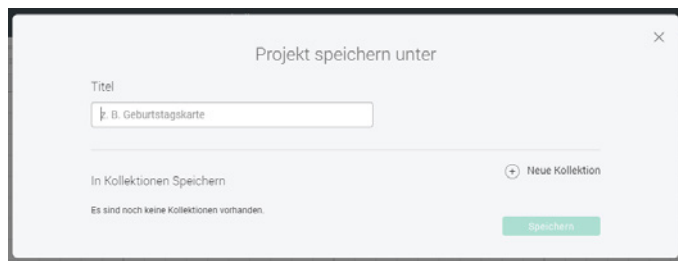 Projekt speichern unter
Titel
z. B. Geburtstagskarte
In Kollektionen Speichern
Neue Kollektion
Es sind noch keine Kollektionen vorhanden.
Speichern